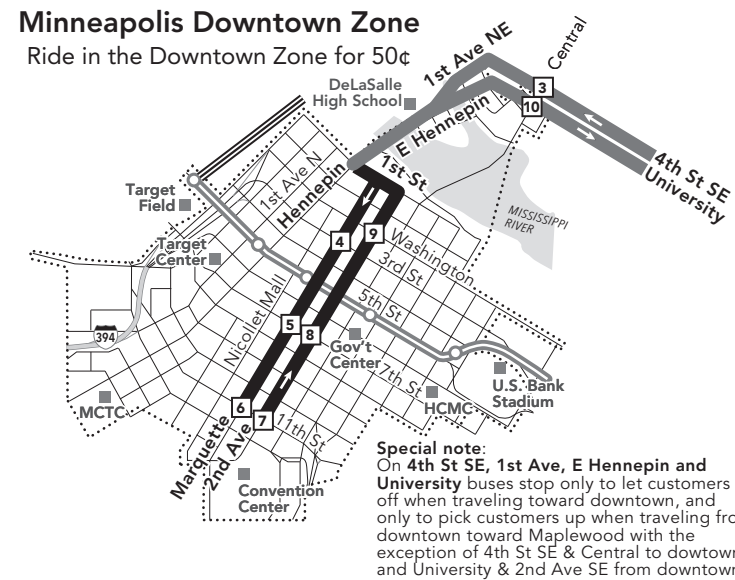 Minneapolis Downtown Zone
Ride in the Downtown Zone for 50¢
Central
1st Ave NE
DeLaSalle
High School
3
10
E Hennepin
4th St SE
University
1st St
1st Ave N
Hennepin
Target
Field
MISSISSIPPI
RIVER
4
9
Washington
Target
Center
3rd St
Nicollet Mall
5th St
394
5
8
Gov't
Center
7th St
U.S. Bank
Stadium
MCTC
HCMC
6
7
11th St
Marquette
2nd Ave
Convention
Center
Special note:
On 4th St SE, 1st Ave, E Hennepin and
University buses stop only to let customers
off when traveling toward downtown, and
only to pick customers up when traveling fro
downtown toward Maplewood with the
exception of 4th St SE & Central to dowtown
and University & 2nd Ave SE from downtown